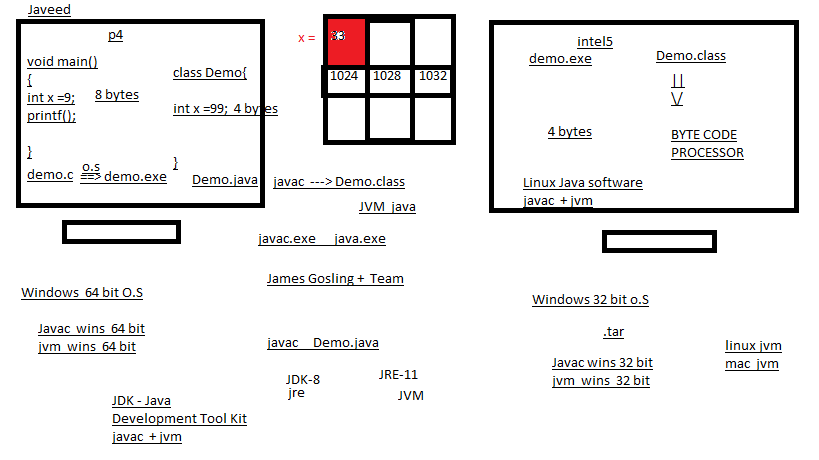 Javeed
p4
void main()
{
int x =9;
printf();
}
8 bytes
class Demo{
int x =99; 4 bytes
}
demo.c o.s ==> demo.exe
Demo.java
x =
1024 1028 1032
javac ---> Demo.class
JVM java
javac.exe java.exe
James Gosling + Team
javac Demo.java
JDK-8
jre
JRE-11
JVM
intel5
demo.exe
Demo.class
||
\/
4 bytes
BYTE CODE
PROCESSOR
Linux Java software
javac + jvm
Windows 64 bit O.S
Javac wins 64 bit
jvm wins 64 bit
JDK - Java
Development Tool Kit
javac + jvm
Windows 32 bit o.S
.tar
Javac wins 32 bit
jvm wins 32 bit
linux jvm
mac jvm